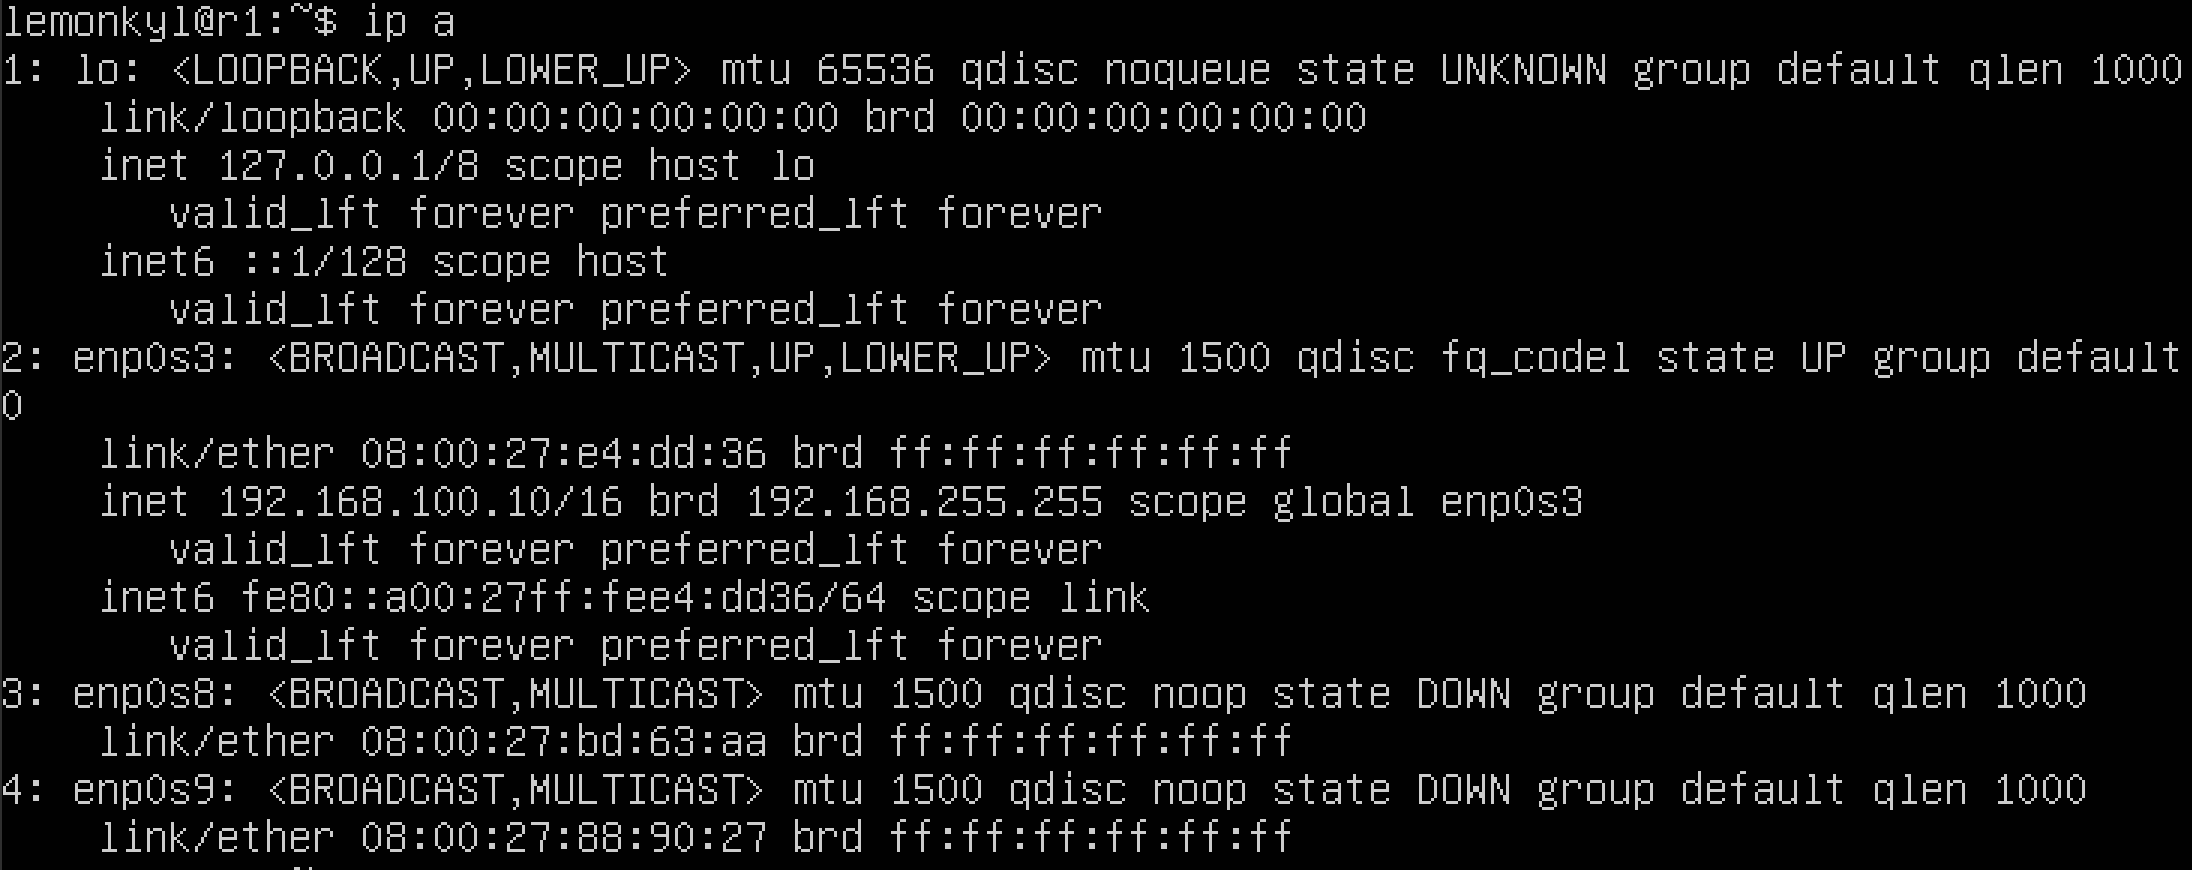 lemonkyl@r1:~$ ip a
1: lo: <LOOPBACK,UP,LOWER_UP> mtu 65536 qdisc noqueue state UNKNOWN group default qlen 1000
link/loopback 00:00:00:00:00:00 brd 00:00:00:00:00:00
inet 127.0.0.1/8 scope host lo
valid_lft forever preferred_lft forever
inet6 ::1/128 scope host
valid_lft forever preferred_lft forever
2: enp0s3: <BROADCAST,MULTICAST,UP,LOWER_UP> mtu 1500 qdisc fq_codel state UP group default
0
link/ether 08:00:27:e4:dd:36 brd ff:ff:ff:ff:ff:ff
inet 192.168.100.10/16 brd 192.168.255.255 scope global enp0s3
valid_lft forever preferred_lft forever
inet6 fe80::a00:27ff:fee4:dd36/64 scope link
valid_lft forever preferred_lft forever
3: enp0s8: <BROADCAST,MULTICAST> mtu 1500 qdisc noop state DOWN group default qlen 1000
link/ether 08:00:27:bd:63:aa brd ff:ff:ff:ff:ff:ff
4: enp0s9: <BROADCAST,MULTICAST> mtu 1500 qdisc noop state DOWN group default qlen 1000
link/ether 08:00:27:88:90:27 brd ff:ff:ff:ff:ff:ff